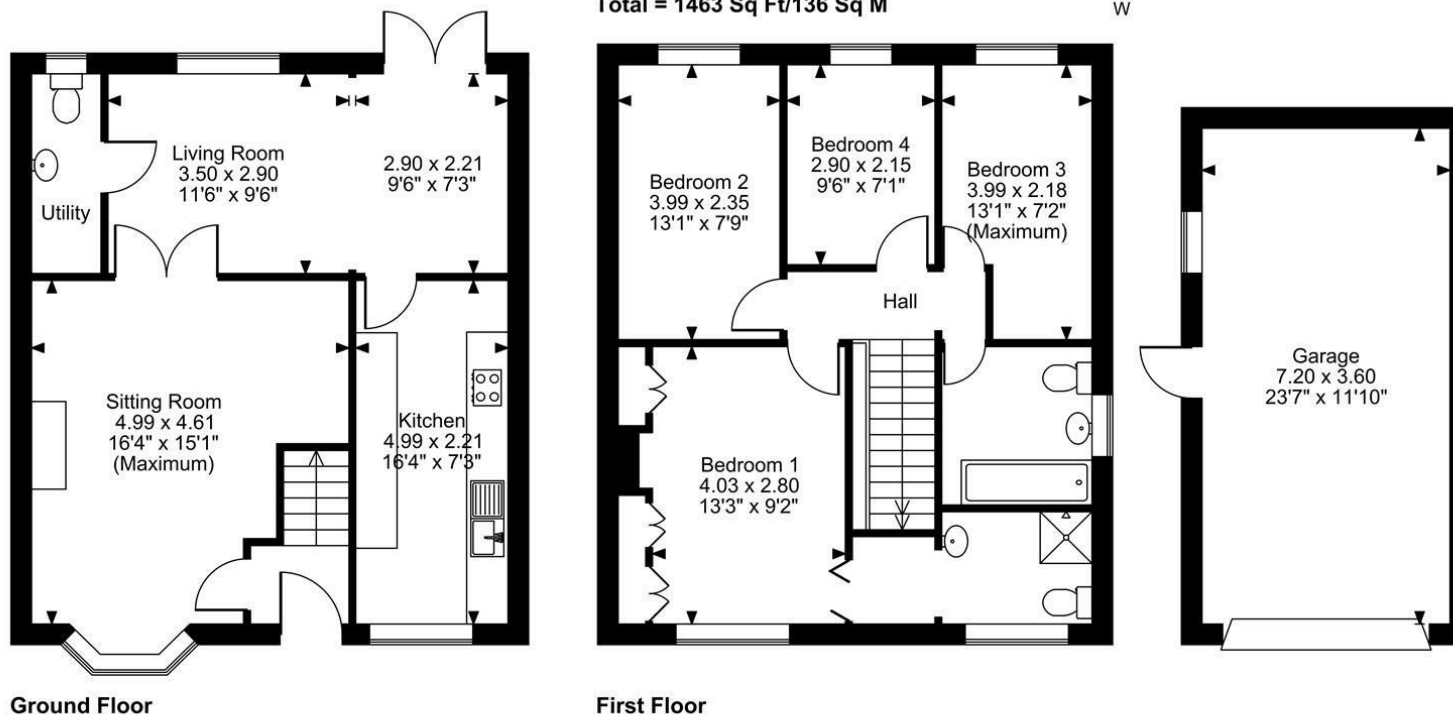 Total = 1463 Sq Ft/136 Sq M
W
Living Room
3.50 x 2.90
11'6" x 9'6"
2.90 x 2.21
9'6" x 7'3"
Utility
Sitting Room
4.99 x 4.61
16'4" x 15'1"
(Maximum)
Kitchen
4.99 x 2.21
16'4" x 7'3"
Ground Floor
Bedroom 2
3.99 x 2.35
13'1" x 7'9"
Bedroom 4
2.90 x 2.15
9'6" x 7'1"
Bedroom 3
3.99 x 2.18
13'1" x 7'2"
(Maximum)
Hall
Bedroom 1
4.03 x 2.80
13'3" x 9'2"
First Floor
Garage
7.20 x 3.60
23'7" x 11'10"